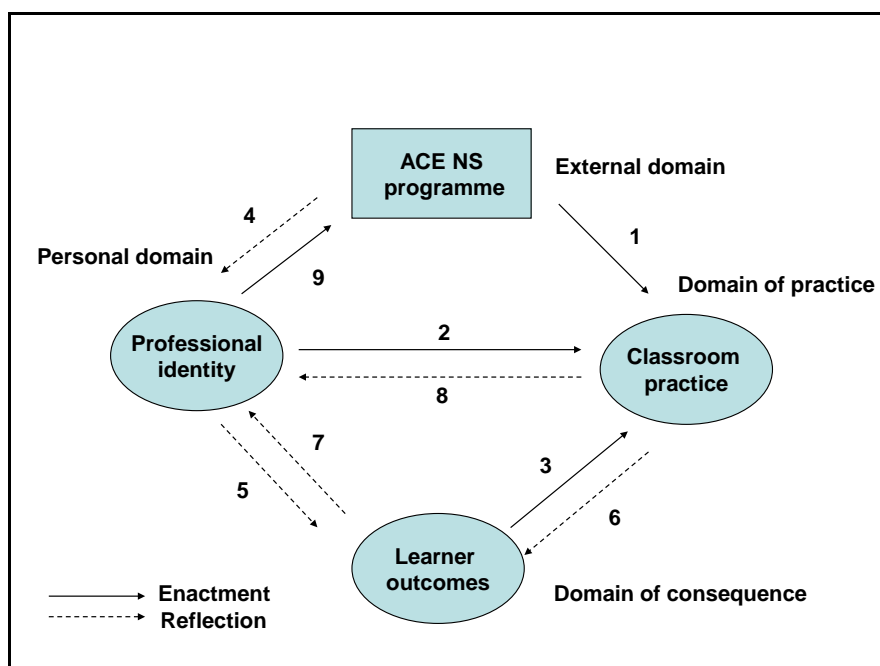 ACE NS
programme
External domain
4
1
Personal domain
9
Domain of practice
Professional
identity
2
Classroom
practice
8
7
3
5
6
Learner
outcomes
Domain of consequence
Enactment
Reflection